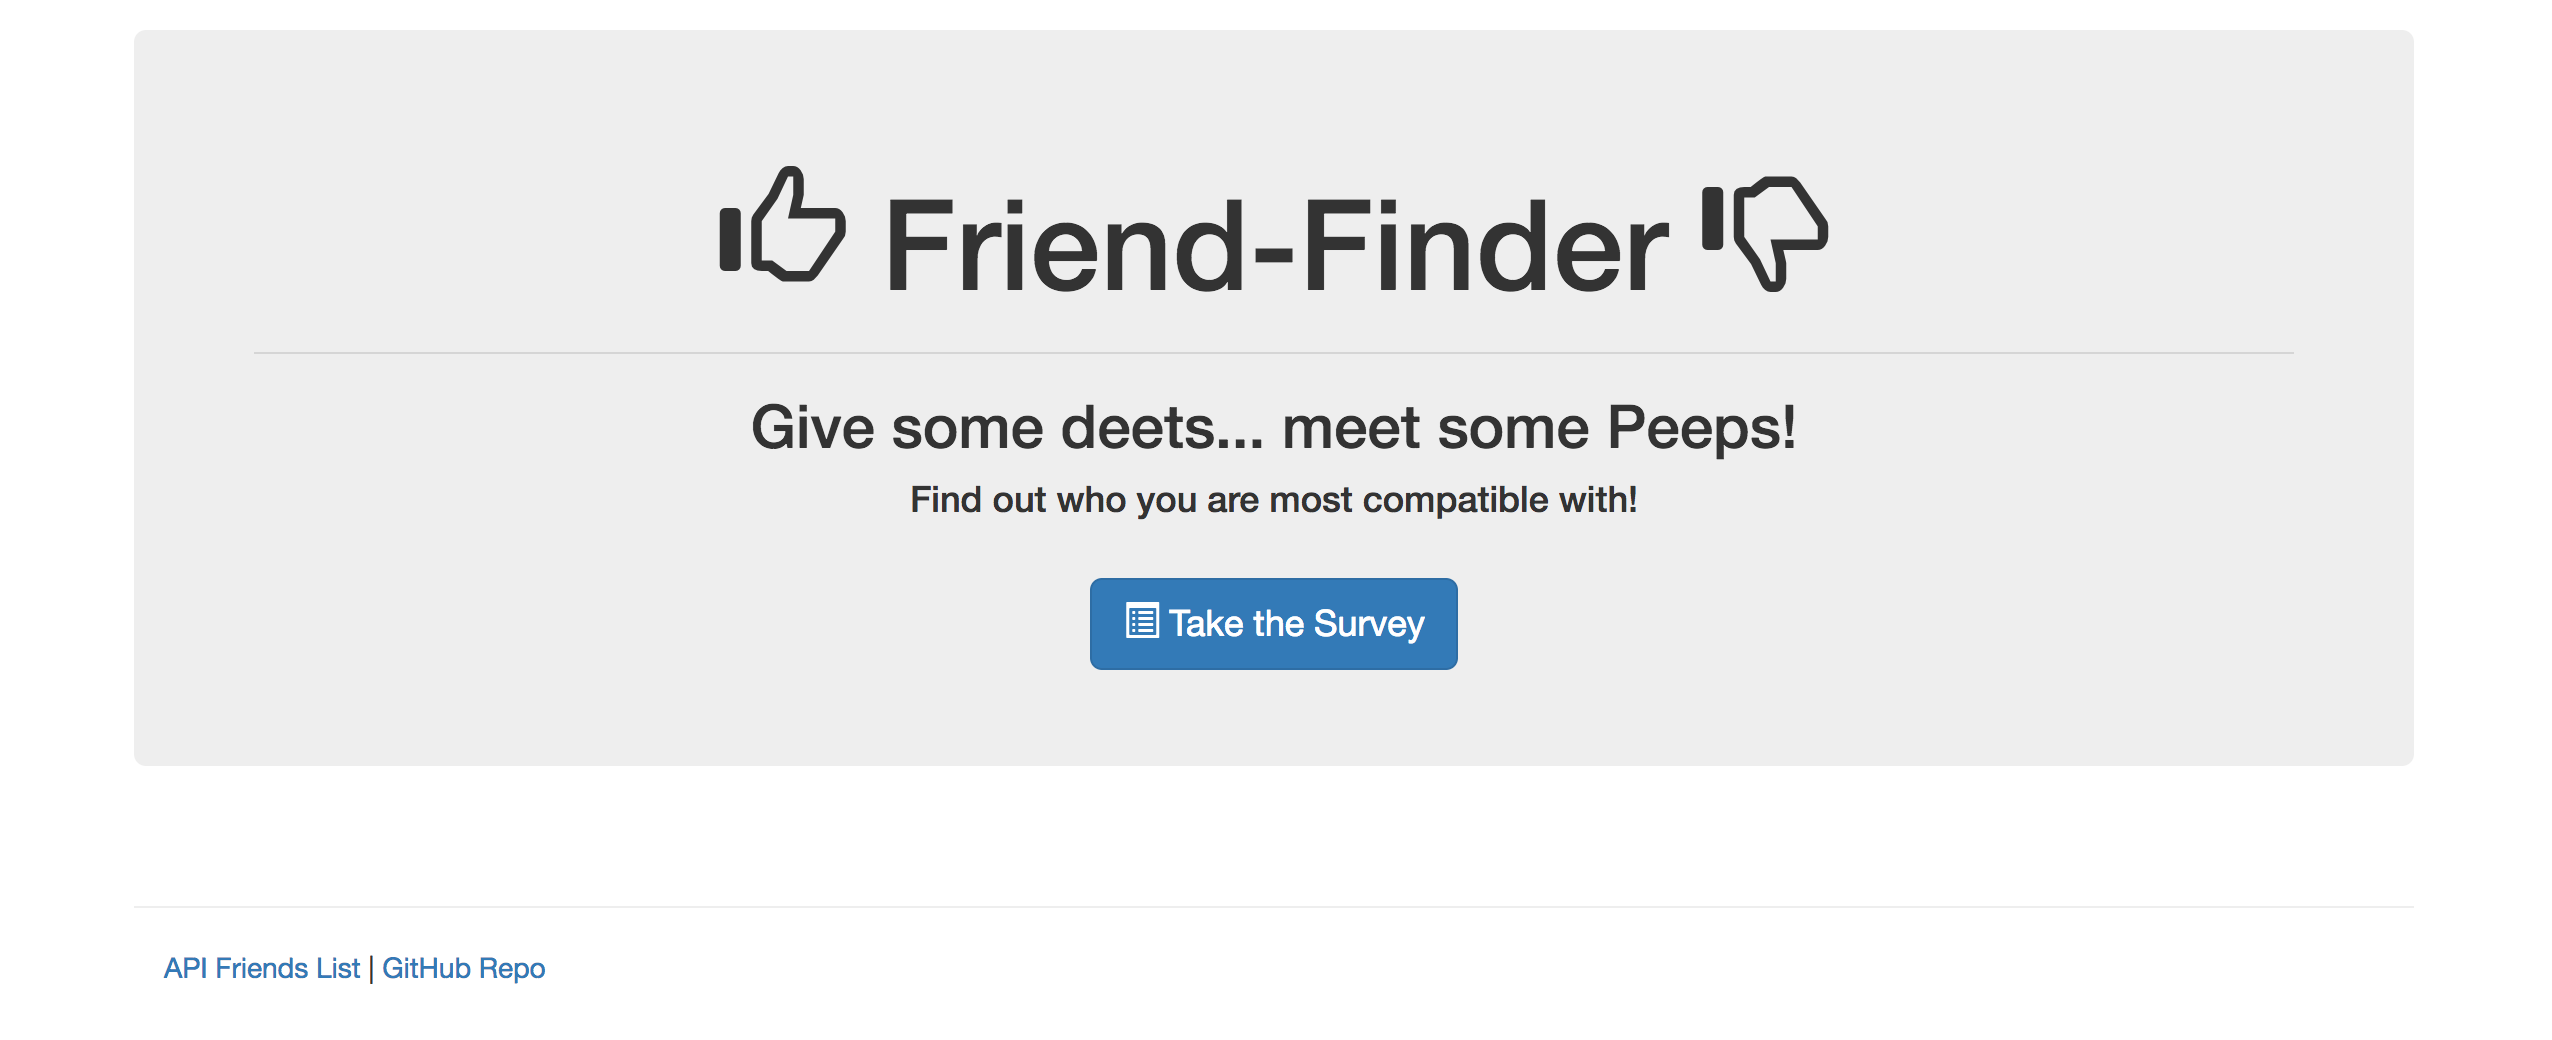 Friend-Finder
Give some deets... meet some Peeps!
Find out who you are most compatible with!
Take the Survey
API Friends List | GitHub Repo